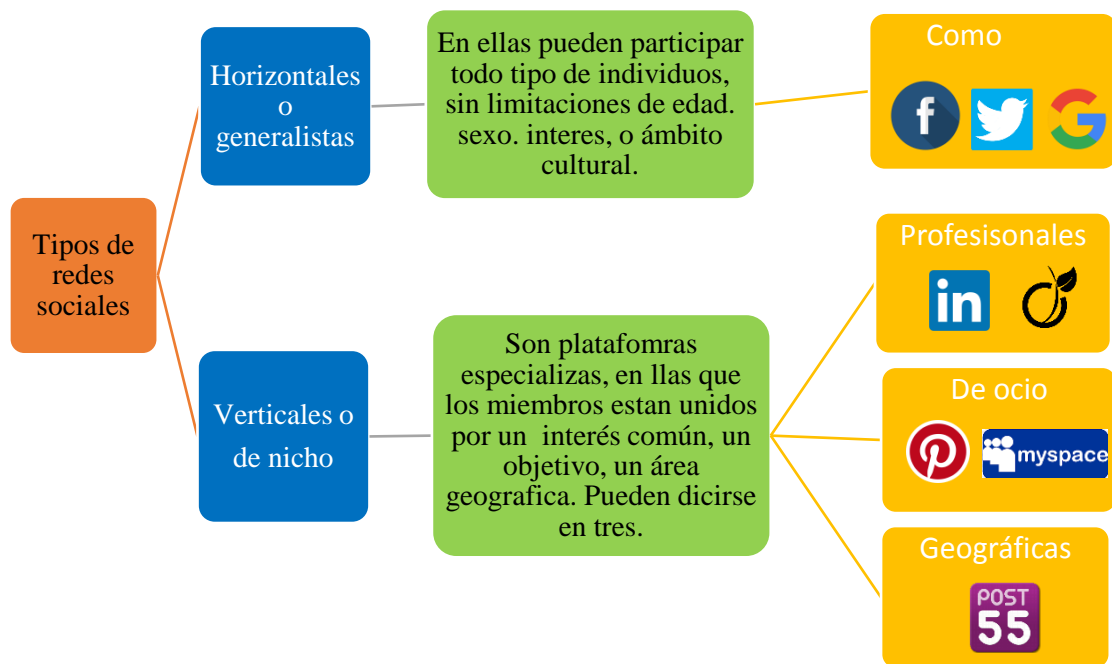 Tipos de
redes
sociales
Horizontales
o
generalistas
En ellas pueden participar
todo tipo de individuos,
sin limitaciones de edad.
sexo. interes, o ámbito
cultural.
Como
f
G
Verticales o
de nicho
Son platafomras
especializas, en llas que
los miembros estan unidos
por un interés común, un
objetivo, un área
geografica. Pueden dicirse
en tres.
Profesisonales
in
De ocio
myspace
Geográficas
POST
55